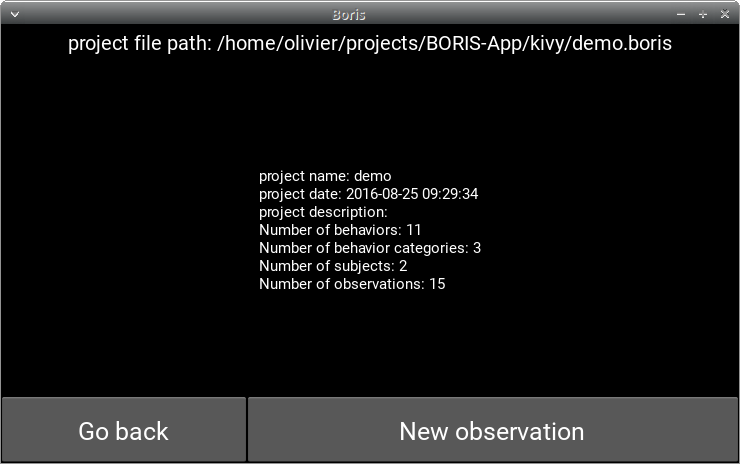 Boris
project file path: /home/olivier/projects/BORIS-App/kivy/demo.boris
project name: demo
project date: 2016-08-25 09:29:34
project description:
Number of behaviors: 11
Number of behavior categories: 3
Number of subjects: 2
Number of observations: 15
Go back
New observation